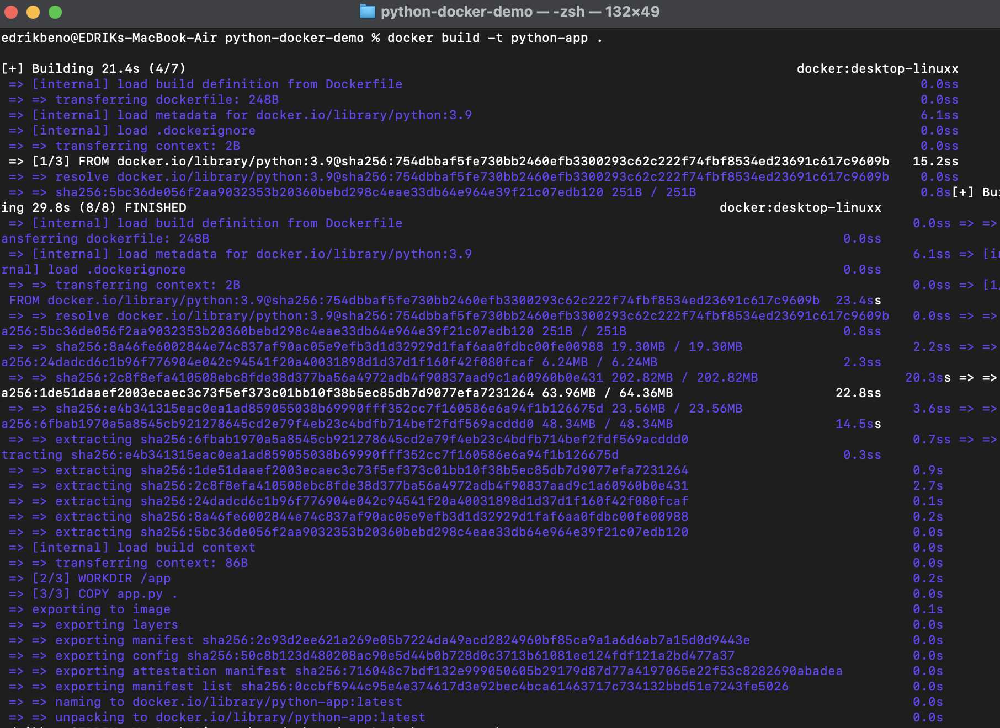 python-docker-demo — -zsh — 132×49
edrikbeno@EDRIKs-MacBook-Air python-docker-demo % docker build -t python-app .
[+] Building 21.4s (4/7) docker:desktop-linuxx
=> [internal] load build definition from Dockerfile 0.0ss
=> => transferring dockerfile: 248B 0.0ss
=> [internal] load metadata for docker.io/library/python:3.9 6.1ss
=> [internal] load .dockerignore 0.0ss
=> => transferring context: 2B 0.0ss
=> [1/3] FROM docker.io/library/python:3.9@sha256:754dbbaf5fe730bb2460efb3300293c62c222f74fbf8534ed23691c617c9609b 15.2ss
=> => resolve docker.io/library/python:3.9@sha256:754dbbaf5fe730bb2460efb3300293c62c222f74fbf8534ed23691c617c9609b 0.0ss
=> => sha256:5bc36de056f2aa9032353b20360bebd298c4eae33db64e964e39f21c07edb120 251B / 251B 0.8s[+] Bui
ing 29.8s (8/8) FINISHED docker:desktop-linuxx
=> [internal] load build definition from Dockerfile 0.0ss => =>
ansferring dockerfile: 248B 0.0ss
=> [internal] load metadata for docker.io/library/python:3.9 6.1ss => [in
rnal] load .dockerignore 0.0ss
=> => transferring context: 2B 0.0ss => [1/
FROM docker.io/library/python:3.9@sha256:754dbbaf5fe730bb2460efb3300293c62c222f74fbf8534ed23691c617c9609b 23.4ss
=> => resolve docker.io/library/python:3.9@sha256:754dbbaf5fe730bb2460efb3300293c62c222f74fbf8534ed23691c617c9609b 0.0ss => =>
a256:5bc36de056f2aa9032353b20360bebd298c4eae33db64e964e39f21c07edb120 251B / 251B 0.8ss
=> => sha256:8a46fe6002844e74c837af90ac05e9efb3d1d32929d1faf6aa0fdbc00fe00988 19.30MB / 19.30MB 2.2ss => =>
a256:24dadcd6c1b96f776904e042c94541f20a40031898d1d37d1f160f42f080fcaf 6.24MB / 6.24MB 2.3ss
=> => sha256:2c8f8efa410508ebc8fde38d377ba56a4972adb4f90837aad9c1a60960b0e431 202.82MB / 202.82MB 20.3ss => =>
a256:1de51daaef2003ecaec3c73f5ef373c01bb10f38b5ec85db7d9077efa7231264 63.96MB / 64.36MB 22.8ss
=> => sha256:e4b341315eac0ea1ad859055038b69990fff352cc7f160586e6a94f1b126675d 23.56MB / 23.56MB 3.6ss => =>
a256:6fbab1970a5a8545cb921278645cd2e79f4eb23c4bdfb714bef2fdf569acddd0 48.34MB / 48.34MB 14.5ss
=> => extracting sha256:6fbab1970a5a8545cb921278645cd2e79f4eb23c4bdfb714bef2fdf569acddd0 0.7ss => =>
tracting sha256:e4b341315eac0ea1ad859055038b69990fff352cc7f160586e6a94f1b126675d 0.3ss
=> => extracting sha256:1de51daaef2003ecaec3c73f5ef373c01bb10f38b5ec85db7d9077efa7231264 0.9s
=> => extracting sha256:2c8f8efa410508ebc8fde38d377ba56a4972adb4f90837aad9c1a60960b0e431 2.7s
=> => extracting sha256:24dadcd6c1b96f776904e042c94541f20a40031898d1d37d1f160f42f080fcaf 0.1s
=> => extracting sha256:8a46fe6002844e74c837af90ac05e9efb3d1d32929d1faf6aa0fdbc00fe00988 0.2s
=> => extracting sha256:5bc36de056f2aa9032353b20360bebd298c4eae33db64e964e39f21c07edb120 0.0s
=> [internal] load build context 0.0s
=> => transferring context: 86B 0.0s
=> [2/3] WORKDIR /app 0.2s
=> [3/3] COPY app.py . 0.0s
=> exporting to image 0.1s
=> => exporting layers 0.0s
=> => exporting manifest sha256:2c93d2ee621a269e05b7224da49acd2824960bf85ca9a1a6d6ab7a15d0d9443e 0.0s
=> => exporting config sha256:50c8b123d480208ac90e5d44b0b728d0c3713b61081ee124fdf121a2bd477a37 0.0s
=> => exporting attestation manifest sha256:716048c7bdf132e999050605b29179d87d77a4197065e22f53c8282690abadea 0.0s
=> => exporting manifest list sha256:0ccbf5944c95e4e374617d3e92bec4bca61463717c734132bbd51e7243fe5026 0.0s
=> => naming to docker.io/library/python-app:latest 0.0s
=> => unpacking to docker.io/library/python-app:latest 0.0s